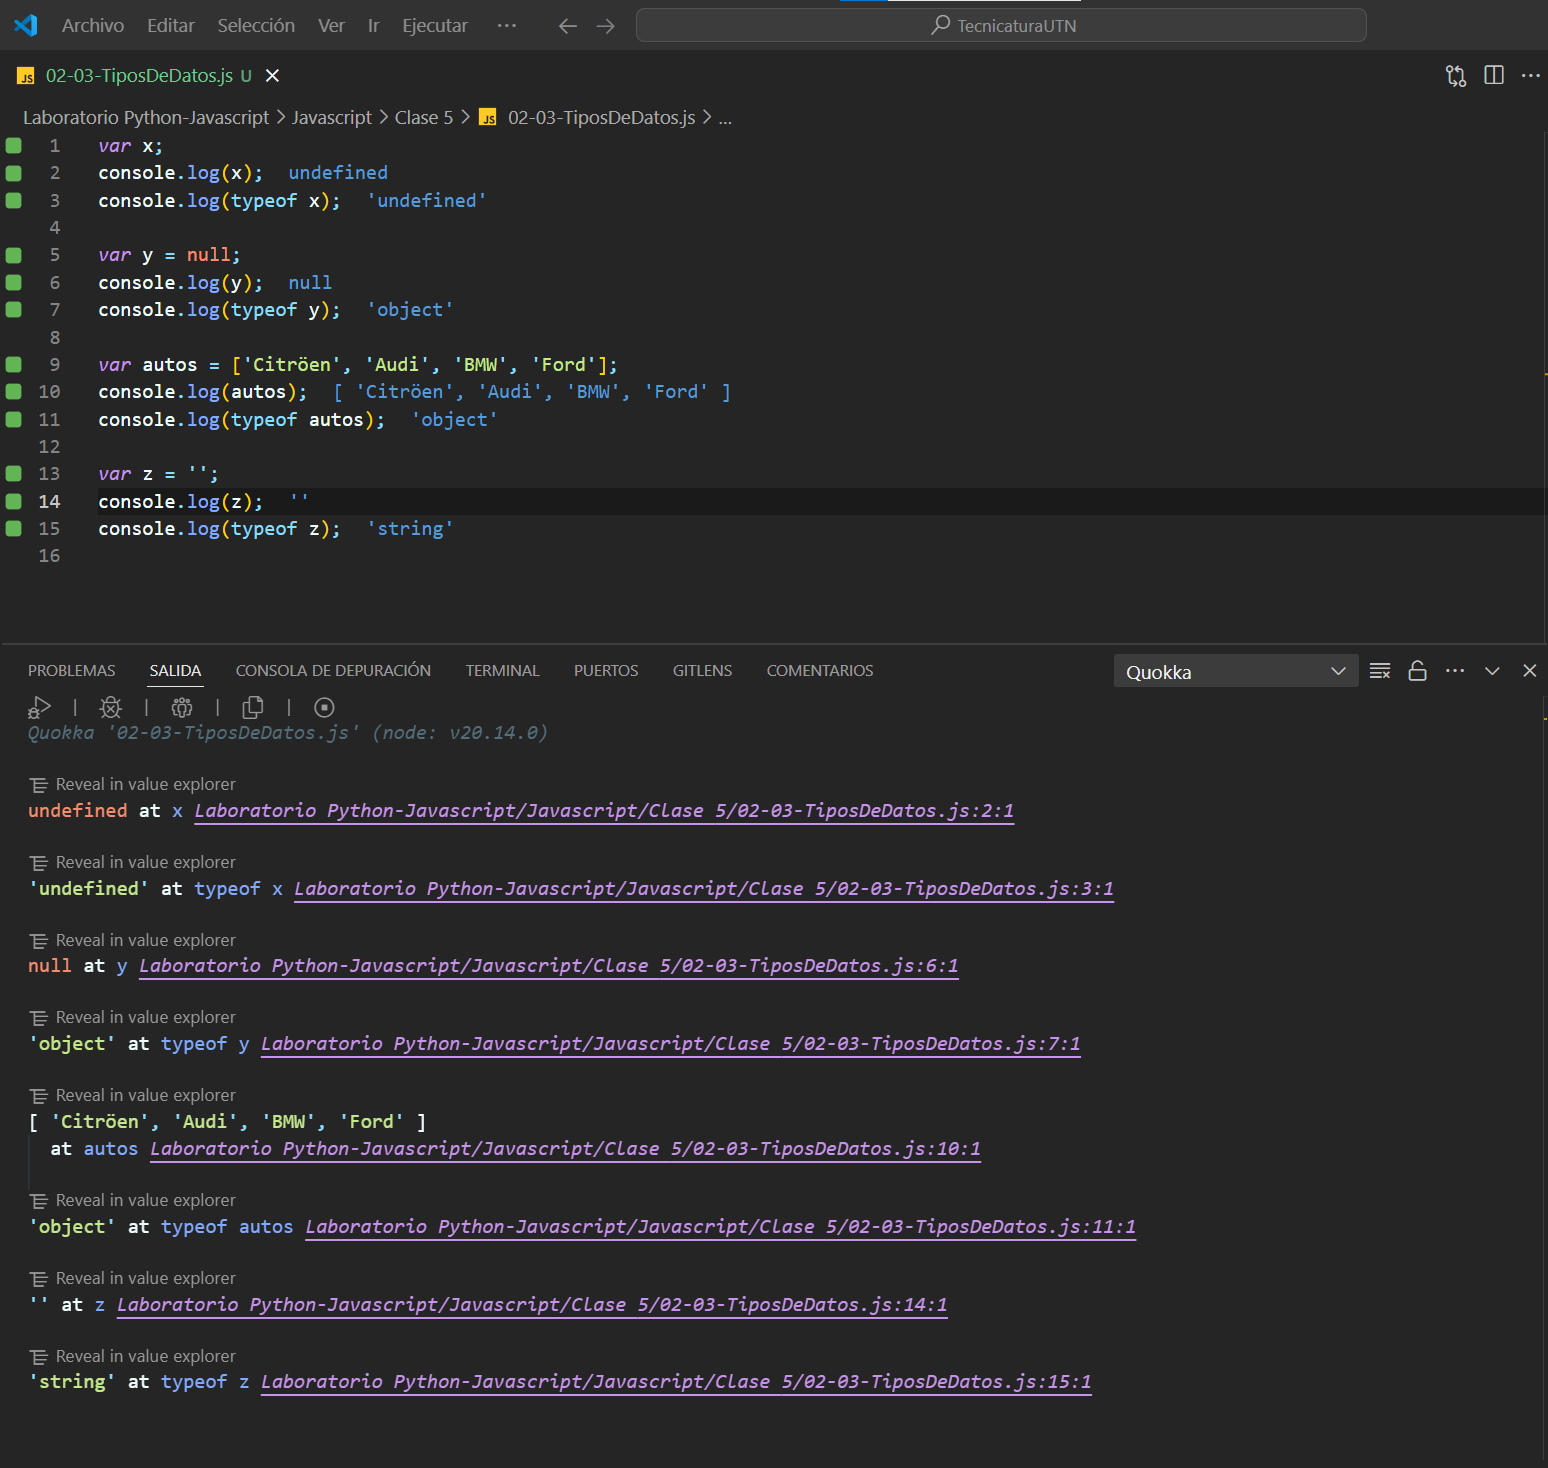 Archivo Editar Selección Ver Ir Ejecutar ··· TecnicaturaUTN
JS 02-03-TiposDeDatos.js U
Laboratorio Python-Javascript > Javascript > Clase 5 > JS 02-03-TiposDeDatos.js > ...
1 var x;
2 console.log(x); undefined
3 console.log(typeof x); 'undefined'
4
5 var y = null;
6 console.log(y); null
7 console.log(typeof y); 'object'
8
9 var autos = ['Citröen', 'Audi', 'BMW', 'Ford'];
10 console.log(autos); [ 'Citröen', 'Audi', 'BMW', 'Ford' ]
11 console.log(typeof autos); 'object'
12
13 var z = '';
14 console.log(z); ''
15 console.log(typeof z); 'string'
16
PROBLEMAS SALIDA CONSOLA DE DEPURACIÓN TERMINAL PUERTOS GITLENS COMENTARIOS Quokka
Quokka '02-03-TiposDeDatos.js' (node: v20.14.0)
Reveal in value explorer
undefined at x Laboratorio Python-Javascript/Javascript/Clase 5/02-03-TiposDeDatos.js:2:1
Reveal in value explorer
'undefined' at typeof x Laboratorio Python-Javascript/Javascript/Clase 5/02-03-TiposDeDatos.js:3:1
Reveal in value explorer
null at y Laboratorio Python-Javascript/Javascript/Clase 5/02-03-TiposDeDatos.js:6:1
Reveal in value explorer
'object' at typeof y Laboratorio Python-Javascript/Javascript/Clase 5/02-03-TiposDeDatos.js:7:1
Reveal in value explorer
[ 'Citröen', 'Audi', 'BMW', 'Ford' ]
at autos Laboratorio Python-Javascript/Javascript/Clase 5/02-03-TiposDeDatos.js:10:1
Reveal in value explorer
'object' at typeof autos Laboratorio Python-Javascript/Javascript/Clase 5/02-03-TiposDeDatos.js:11:1
Reveal in value explorer
'' at z Laboratorio Python-Javascript/Javascript/Clase 5/02-03-TiposDeDatos.js:14:1
Reveal in value explorer
'string' at typeof z Laboratorio Python-Javascript/Javascript/Clase 5/02-03-TiposDeDatos.js:15:1